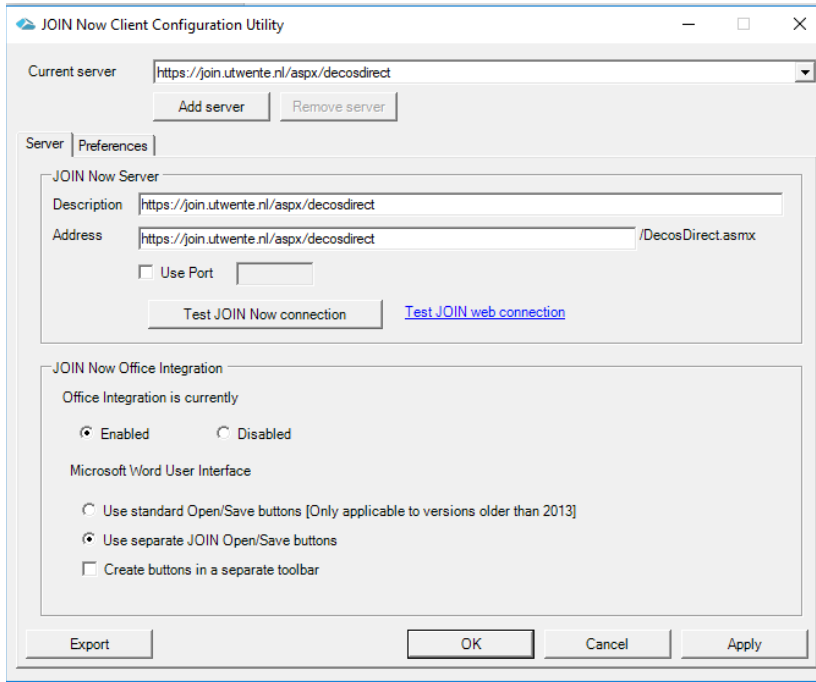 JOIN Now Client Configuration Utility
Current server https://join.utwente.nl/aspx/decosdirect
Add server Remove server
Server Preferences
JOIN Now Server
Description https://join.utwente.nl/aspx/decosdirect
Address https://join.utwente.nl/aspx/decosdirect /DecosDirect.asmx
Use Port
Test JOIN Now connection Test JOIN web connection
JOIN Now Office Integration
Office Integration is currently
Enabled Disabled
Microsoft Word User Interface
Use standard Open/Save buttons [Only applicable to versions older than 2013]
Use separate JOIN Open/Save buttons
Create buttons in a separate toolbar
Export OK Cancel Apply